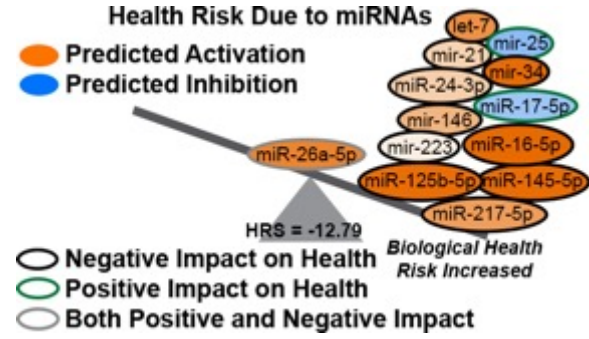 Health Risk Due to miRNAs
Predicted Activation
Predicted Inhibition
let-7
mir-21
mir-25
mir-34
miR-24-3p
miR-17-5p
mir-146
mir-223
miR-16-5p
miR-26a-5p
miR-125b-5p
miR-145-5p
miR-217-5p
HRS = -12.79
Biological Health
Risk Increased
Negative Impact on Health
Positive Impact on Health
Both Positive and Negative Impact